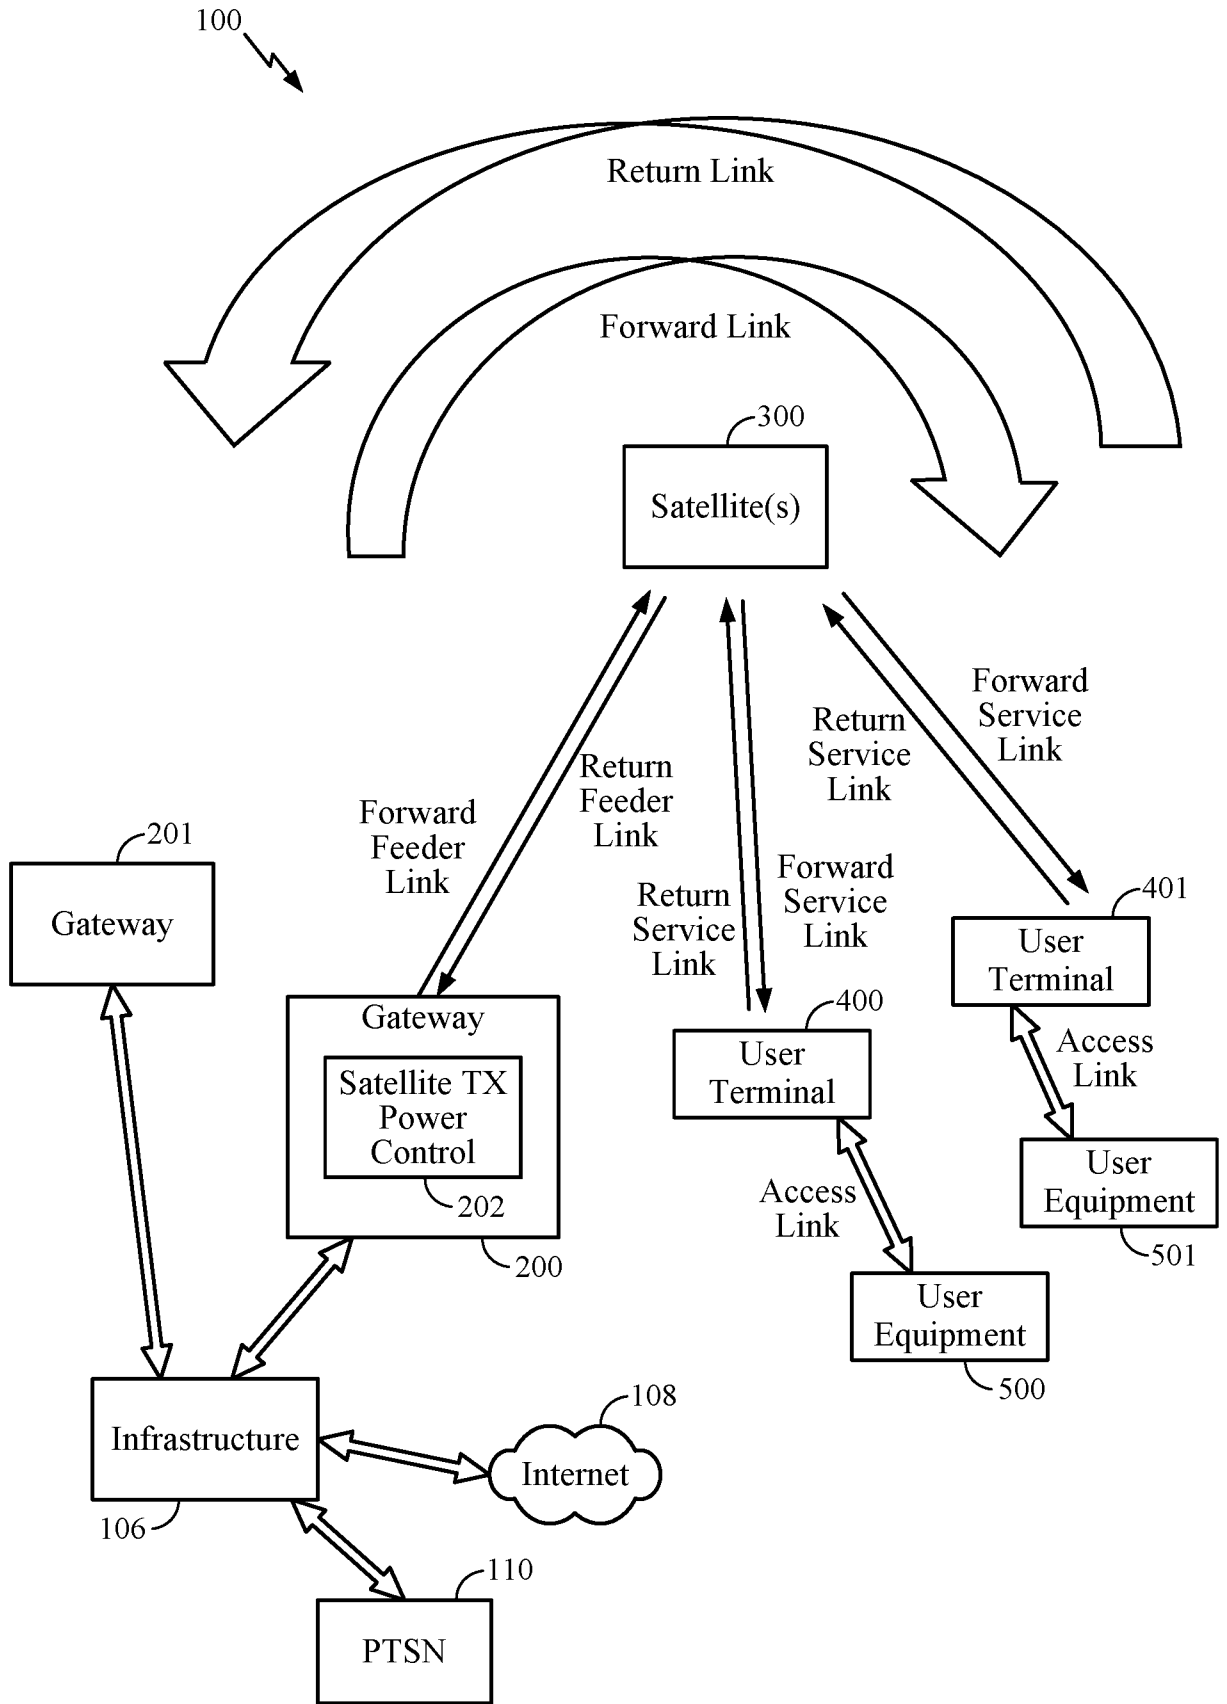 100
Return Link
Forward Link
300
Satellite(s)
Forward
Service
Link
Return
Service
Link
Return
Feeder
Link
Forward
Feeder
Link
201
Gateway
Return
Service
Link
Forward
Service
Link
401
User
Terminal
Gateway
Satellite TX
Power
Control
202
200
400
User
Terminal
Access
Link
User
Equipment
501
Access
Link
User
Equipment
500
Infrastructure
106
108
Internet
110
PTSN